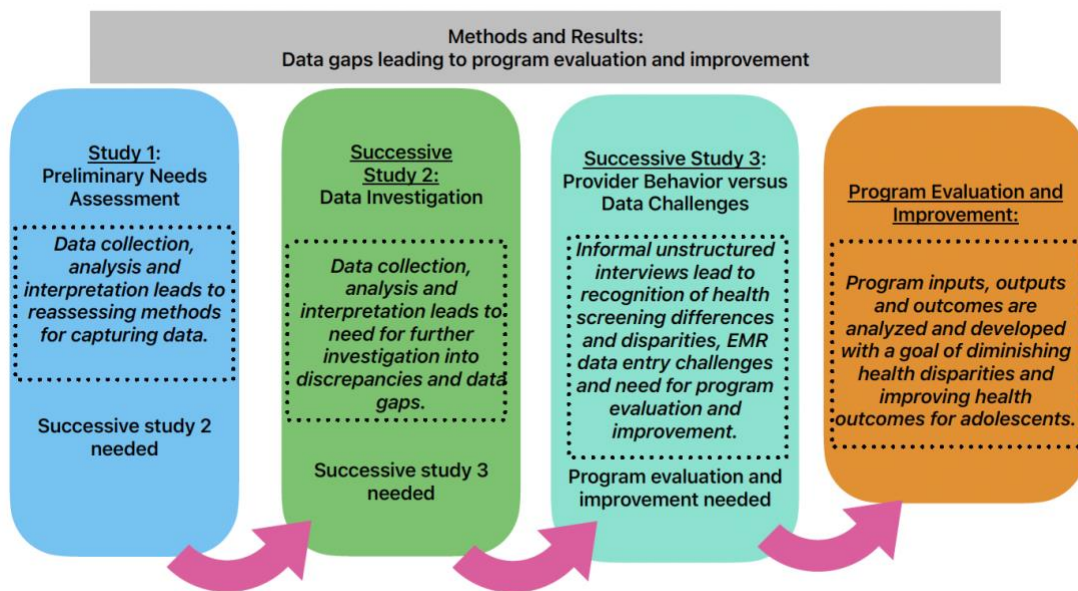 Methods and Results:
Data gaps leading to program evaluation and improvement
Study 1:
Preliminary Needs
Assessment
Data collection,
analysis and
interpretation leads to
reassessing methods
for capturing data.
Successive study 2
needed
Successive
Study 2:
Data Investigation
Data collection,
analysis and
interpretation leads to
need for further
investigation into
discrepancies and data
gaps.
Successive study 3
needed
Successive Study 3:
Provider Behavior versus
Data Challenges
Informal unstructured
interviews lead to
recognition of health
screening differences
and disparities, EMR
data entry challenges
and need for program
evaluation and
improvement.
Program evaluation and
improvement needed
Program Evaluation and
Improvement:
Program inputs, outputs
and outcomes are
analyzed and developed
with a goal of diminishing
health disparities and
improving health
outcomes for adolescents.